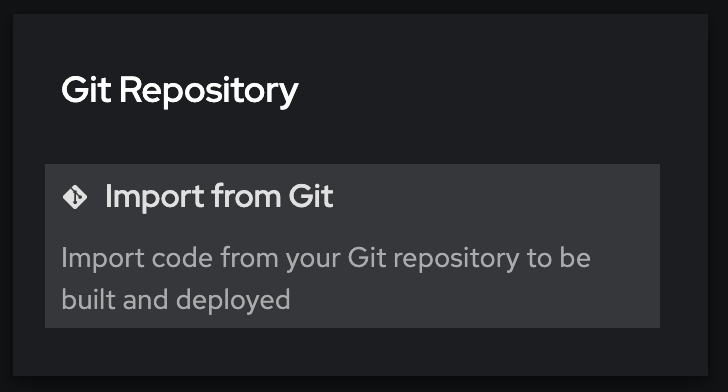 Git Repository
Import from Git
Import code from your Git repository to be
built and deployed